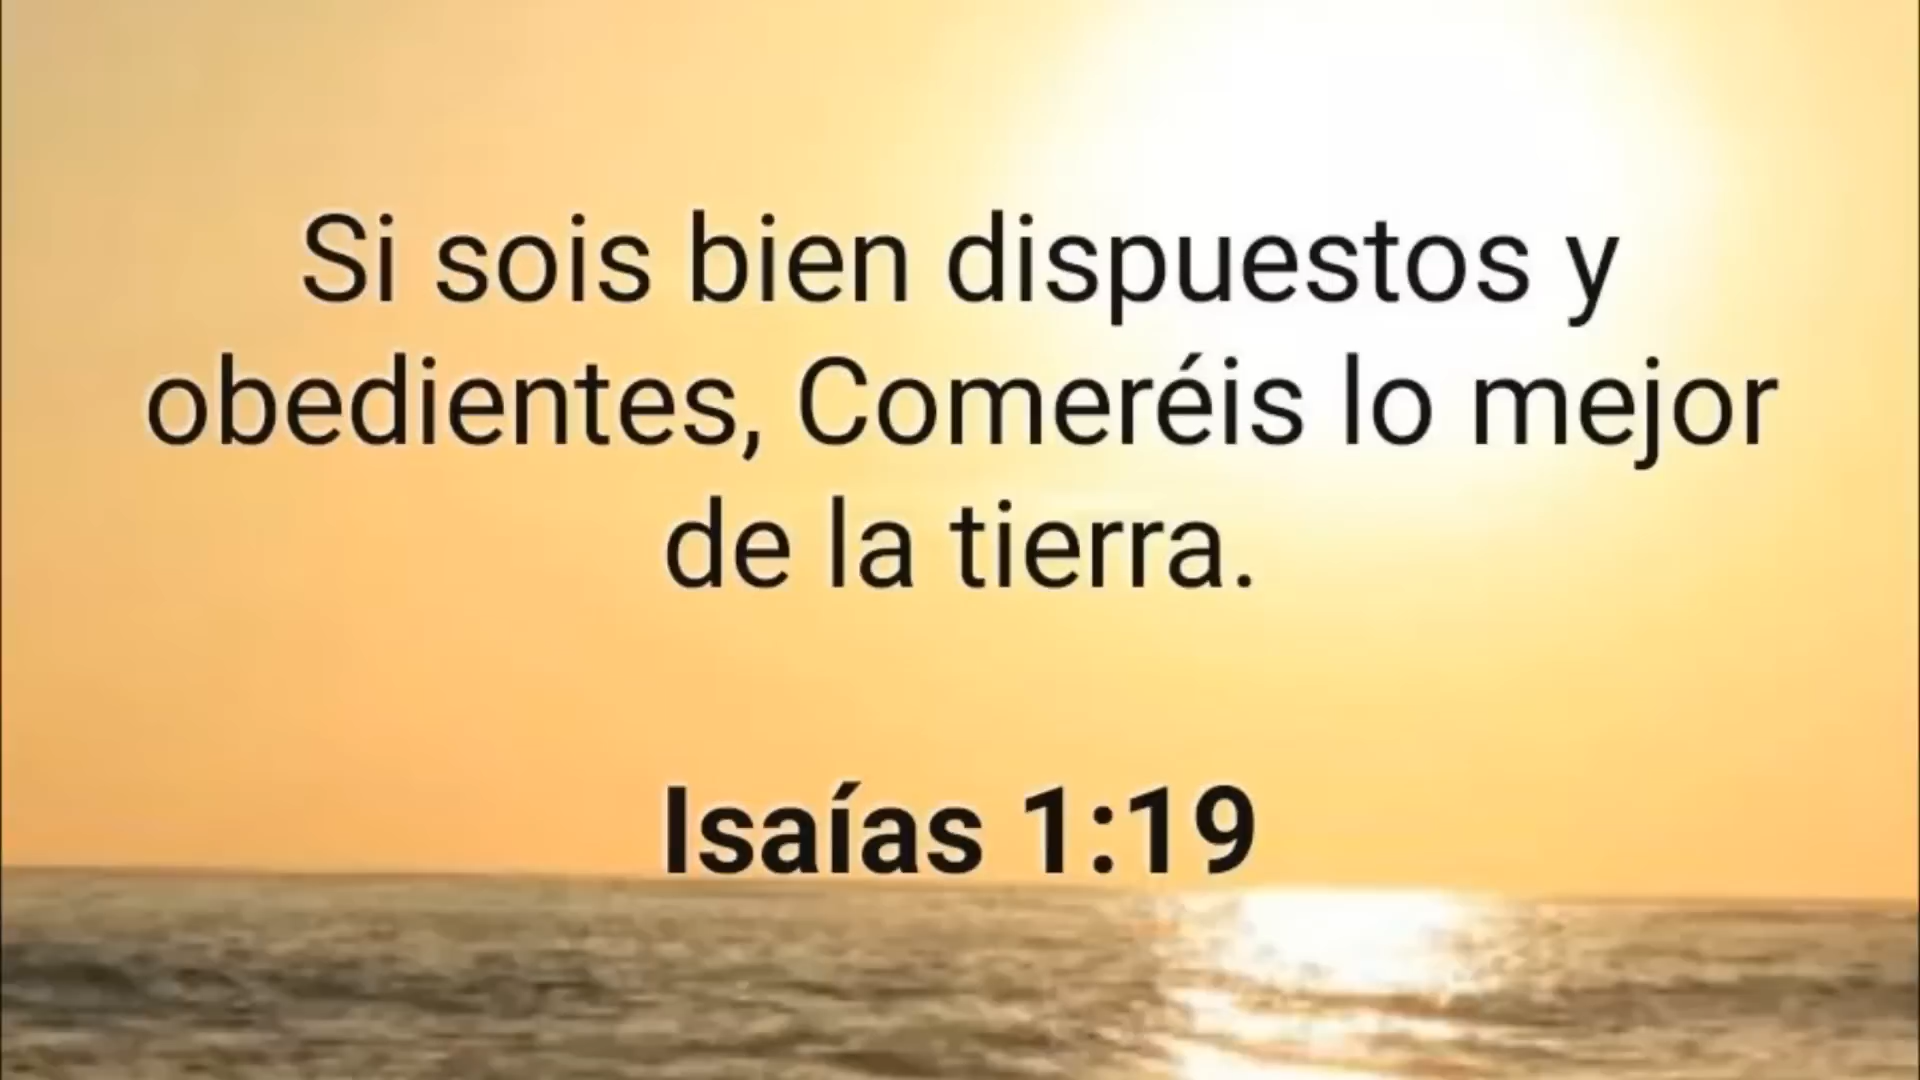 Si sois bien dispuestos y
obedientes, Comeréis lo mejor
de la tierra.
Isaías 1:19